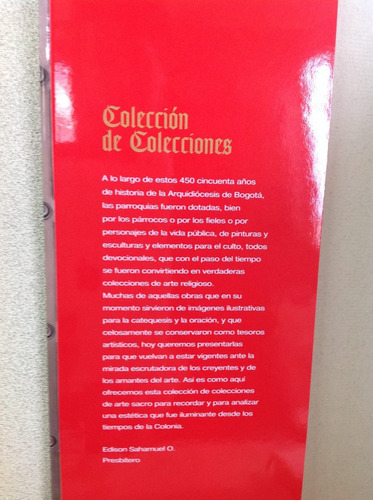 Colección
de Colecciones
A lo largo de estos 450 cincuenta años
de historia de la Arquidiócesis de Bogotá,
las parroquias fueron dotadas, bien
por los párrocos o por los fieles o por
personajes de la vida pública, de pinturas y
esculturas y elementos para el culto, todos
devocionales, que con el paso del tiempo
se fueron convirtiendo en verdaderas
colecciones de arte religioso.
Muchas de aquellas obras que en su
momento sirvieron de imágenes ilustrativas
para la catequesis y la oración, y que
celosamente se conservaron como tesoros
artísticos, hoy queremos presentarlas
para que vuelvan a estar vigentes ante la
mirada escrutadora de los creyentes y de
los amantes del arte. Así es como aquí
ofrecemos esta colección de colecciones
de arte sacro para recordar y para analizar
una estética que fue iluminante desde los
tiempos de la Colonia.
Edison Sahamuel O.
Presbítero